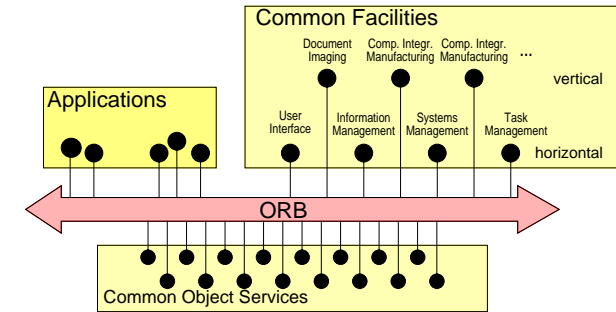 Common Facilities
Document
Imaging
Comp. Integr.
Manufacturing
Comp. Integr.
Manufacturing
...
vertical
Applications
User
Interface
Information
Management
Systems
Management
Task
Management
horizontal
ORB
Common Object Services